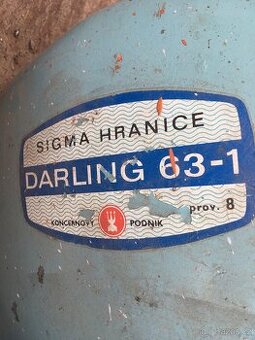 SIGMA HRANICE
DARLING 63-1
KONCERNOVÝ PODNIK
prov. 8